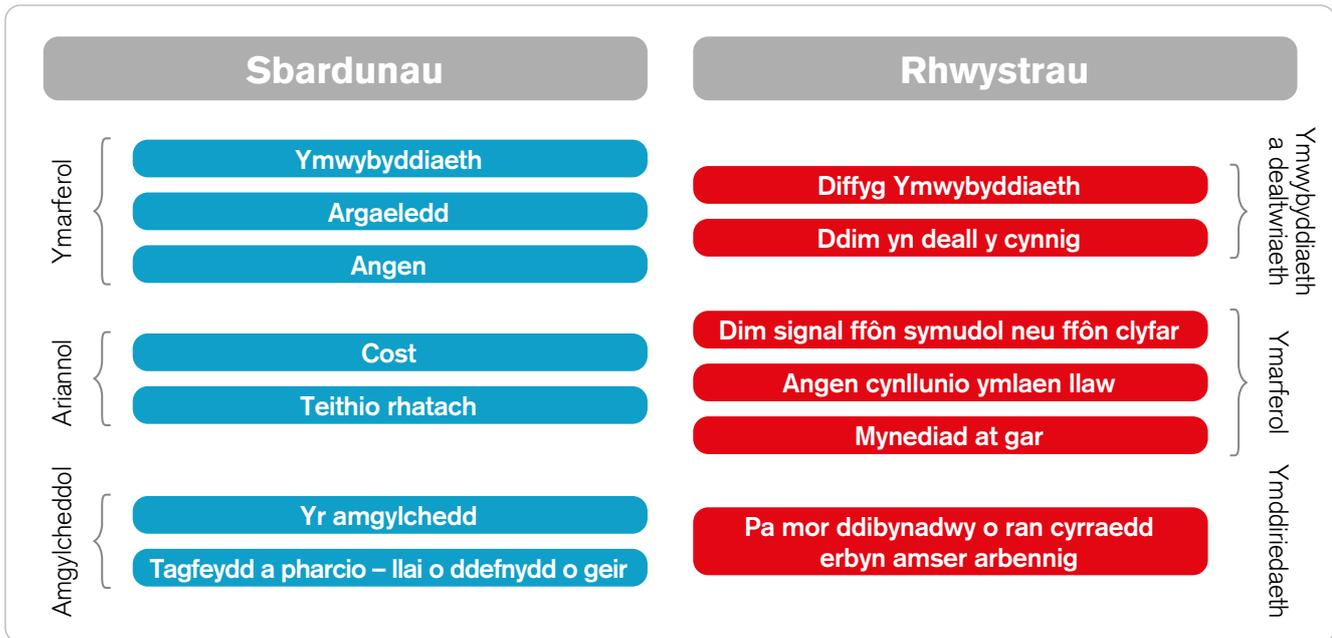 Sbardunau
Ymarferol
Ymwybyddiaeth
Argaeledd
Angen
Ariannol
Cost
Teithio rhatach
Amgylcheddol
Yr amgylchedd
Tagfeydd a pharcio – llai o ddefnydd o geir
Rhwystrau
Diffyg Ymwybyddiaeth
Ddim yn deall y cynnig
Ymwybyddiaeth
a dealltwriaeth
Dim signal ffôn symudol neu ffôn clyfar
Angen cynllunio ymlaen llaw
Mynediad at gar
Ymarferol
Pa mor ddibynadwy o ran cyrraedd
erbyn amser arbennig
Ymddiriedaeth